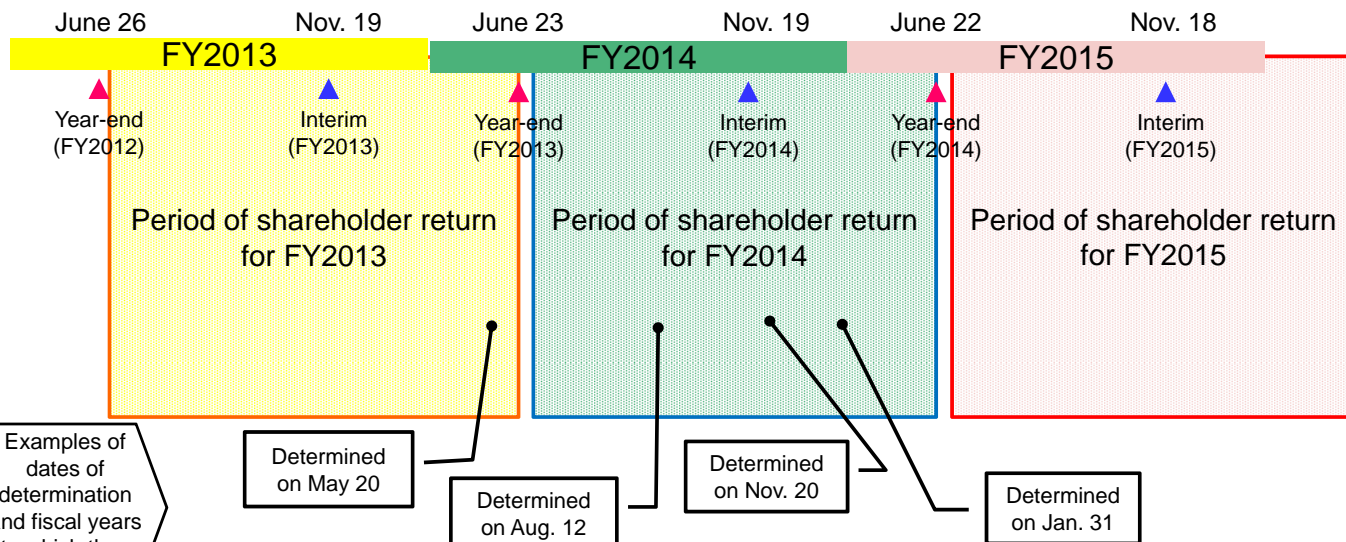 June 26
Nov. 19
June 23
Nov. 19
June 22
Nov. 18
FY2013
FY2014
FY2015
Year-end
(FY2012)
Interim
(FY2013)
Year-end
(FY2013)
Interim
(FY2014)
Year-end
(FY2014)
Interim
(FY2015)
Period of shareholder return
for FY2013
Period of shareholder return
for FY2014
Period of shareholder return
for FY2015
Examples of
dates of
determination
and fiscal years
Determined
on May 20
Determined
on Aug. 12
Determined
on Nov. 20
Determined
on Jan. 31